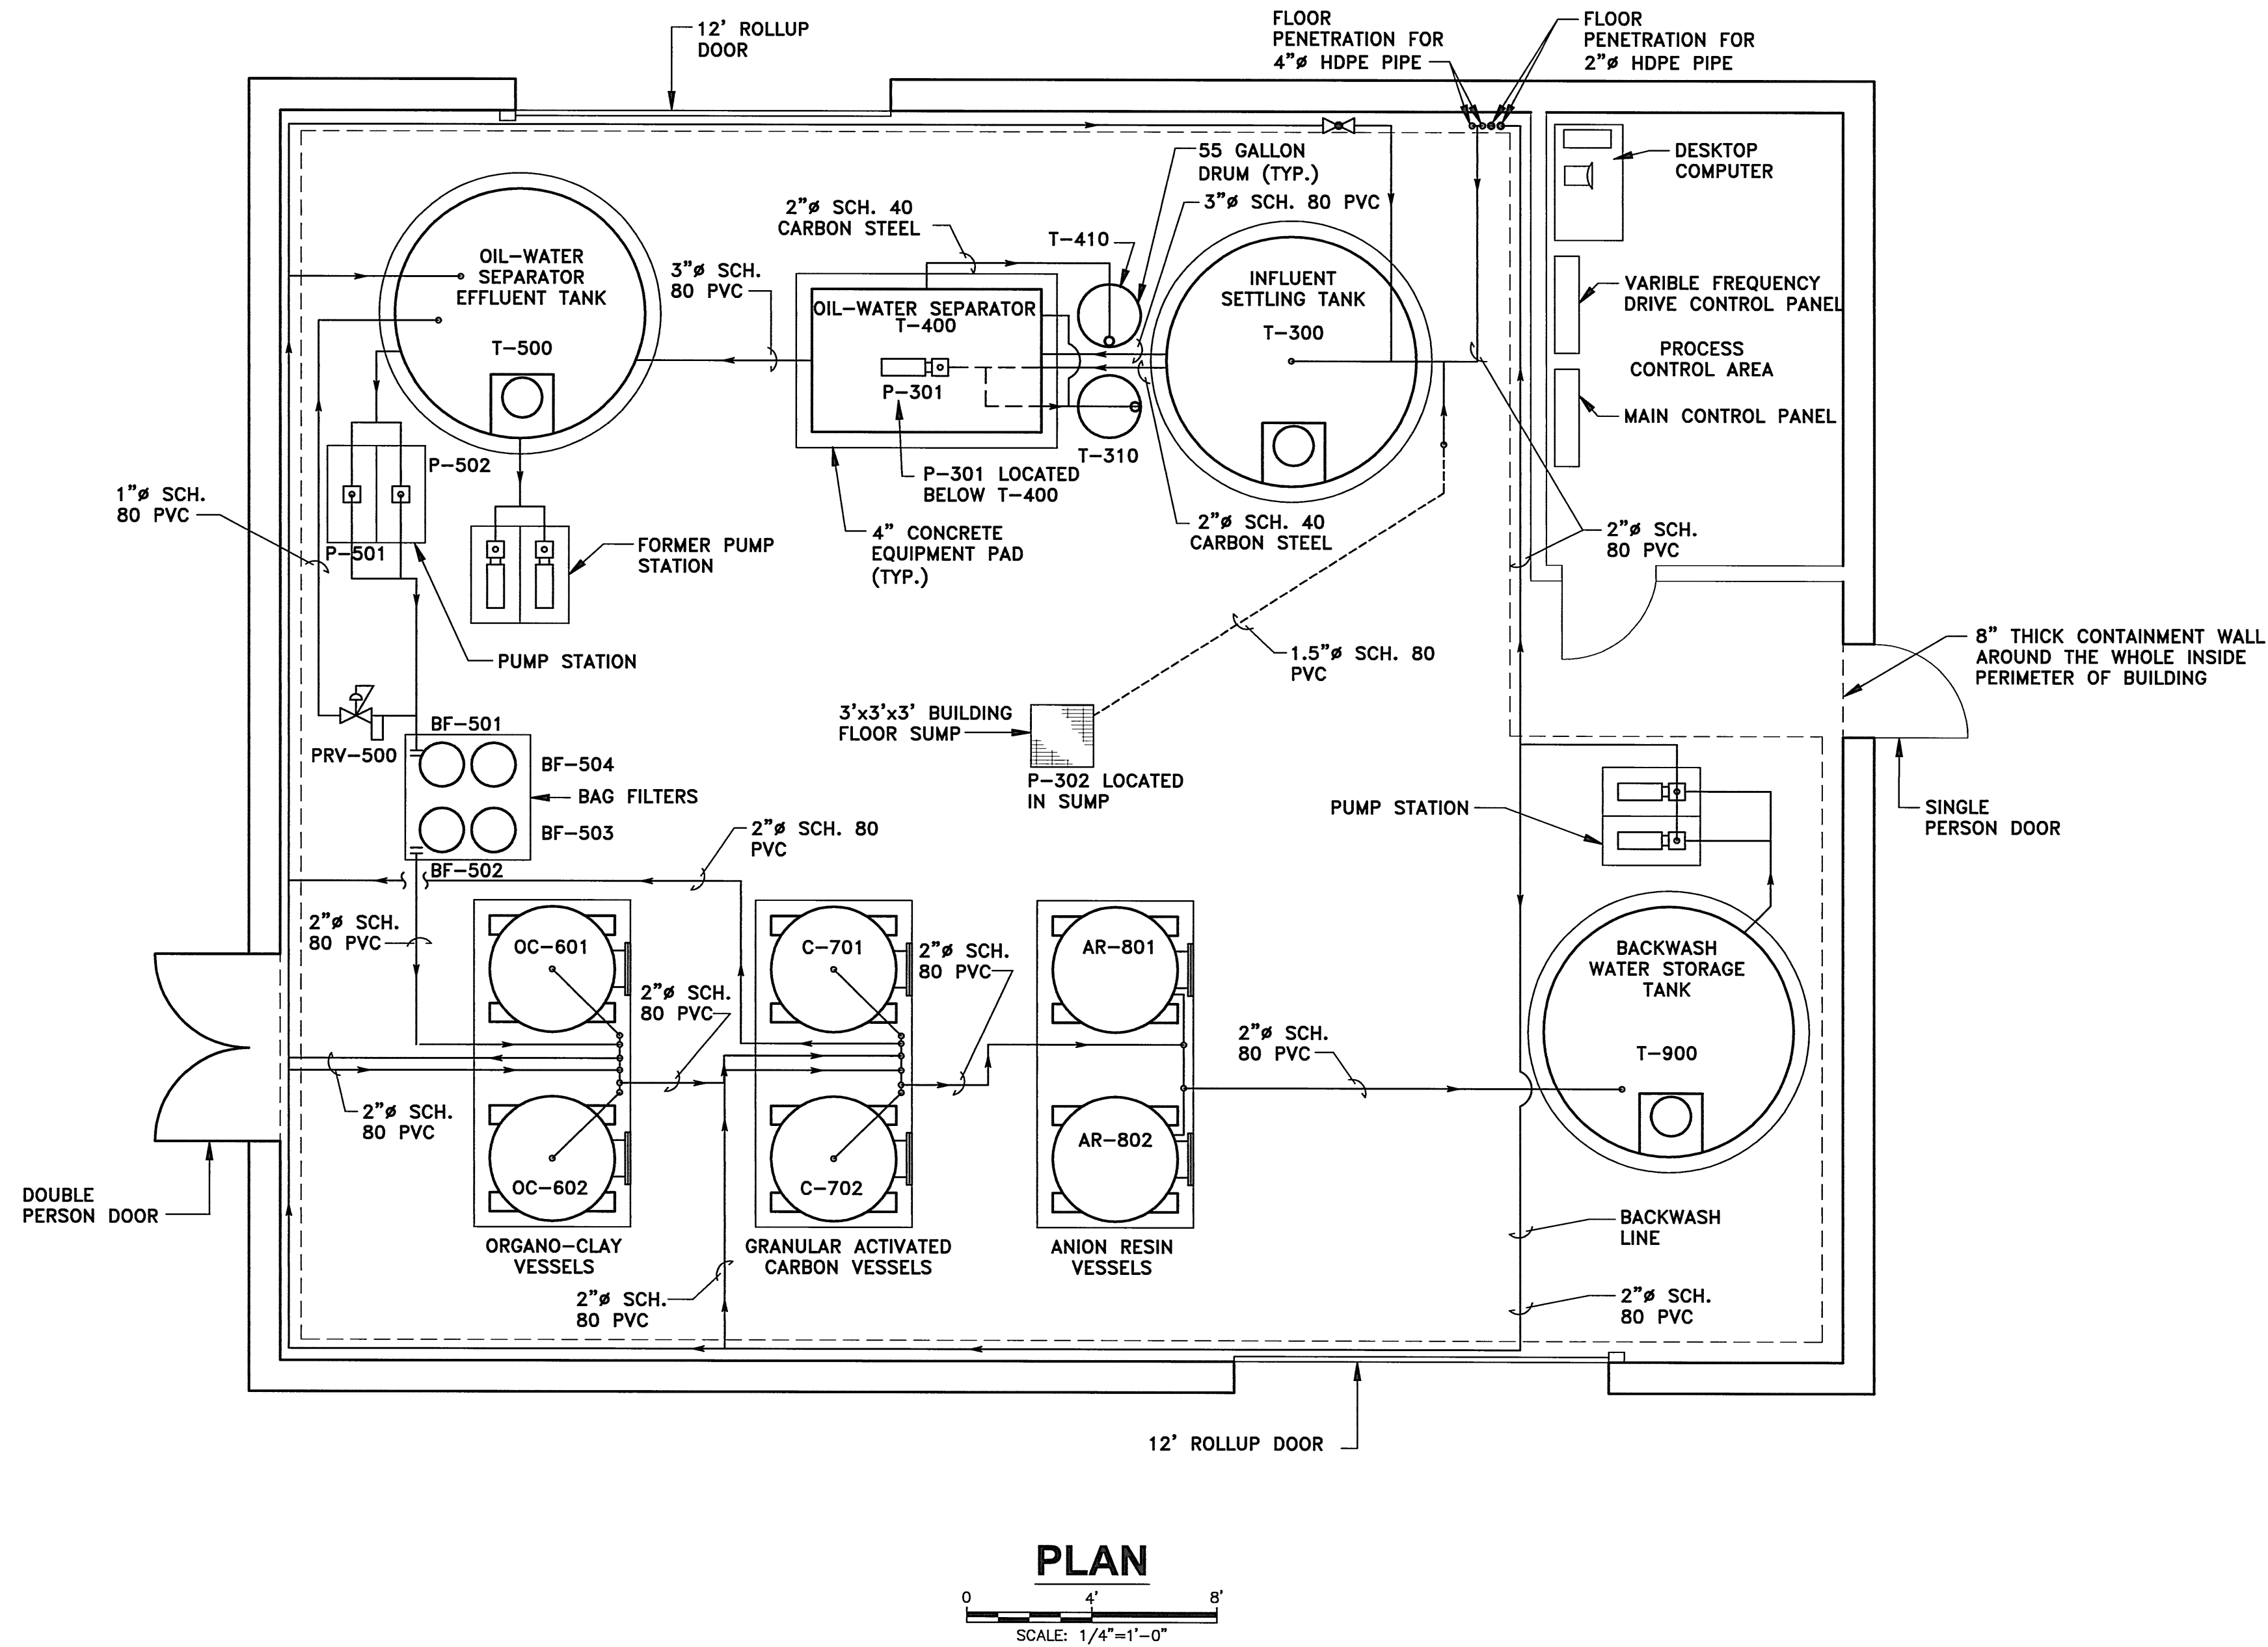 12' ROLLUP
DOOR
FLOOR
PENETRATION FOR
4"ø HDPE PIPE
FLOOR
PENETRATION FOR
2"ø HDPE PIPE
55 GALLON
DRUM (TYP.)
3"ø SCH. 80 PVC
DESKTOP
COMPUTER
2"ø SCH. 40
CARBON STEEL
T-410
OIL-WATER
SEPARATOR
EFFLUENT TANK
T-500
3"ø SCH.
80 PVC
OIL-WATER SEPARATOR
T-400
P-301
INFLUENT
SETTLING TANK
T-300
VARIBLE FREQUENCY
DRIVE CONTROL PANEL
PROCESS
CONTROL AREA
MAIN CONTROL PANEL
T-310
P-301 LOCATED
BELOW T-400
P-502
P-501
1"ø SCH.
80 PVC
FORMER PUMP
STATION
4" CONCRETE
EQUIPMENT PAD
(TYP.)
2"ø SCH. 40
CARBON STEEL
2"ø SCH.
80 PVC
PUMP STATION
1.5"ø SCH. 80
PVC
8" THICK CONTAINMENT WALL
AROUND THE WHOLE INSIDE
PERIMETER OF BUILDING
3'x3'x3' BUILDING
FLOOR SUMP
P-302 LOCATED
IN SUMP
PRV-500
BF-501
BF-504
BAG FILTERS
BF-503
BF-502
PUMP STATION
SINGLE
PERSON DOOR
2"ø SCH. 80
PVC
2"ø SCH.
80 PVC
OC-601
2"ø SCH.
80 PVC
C-701
2"ø SCH.
80 PVC
AR-801
BACKWASH
WATER STORAGE
TANK
T-900
2"ø SCH.
80 PVC
2"ø SCH.
80 PVC
OC-602
C-702
AR-802
DOUBLE
PERSON DOOR
ORGANO-CLAY
VESSELS
GRANULAR ACTIVATED
CARBON VESSELS
ANION RESIN
VESSELS
BACKWASH
LINE
2"ø SCH.
80 PVC
2"ø SCH.
80 PVC
12' ROLLUP DOOR
PLAN
0 4' 8'
SCALE: 1/4"=1'-0"